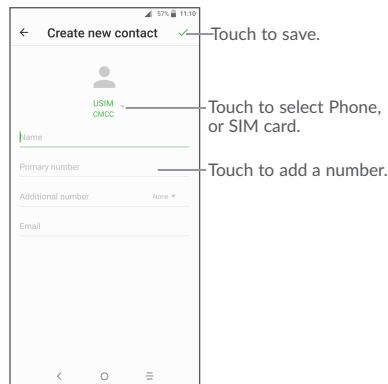 57% 11:10
Create new contact
Touch to save.
USIM
CMCC
Touch to select Phone,
or SIM card.
Name
Primary number
Touch to add a number.
Additional number None
Email